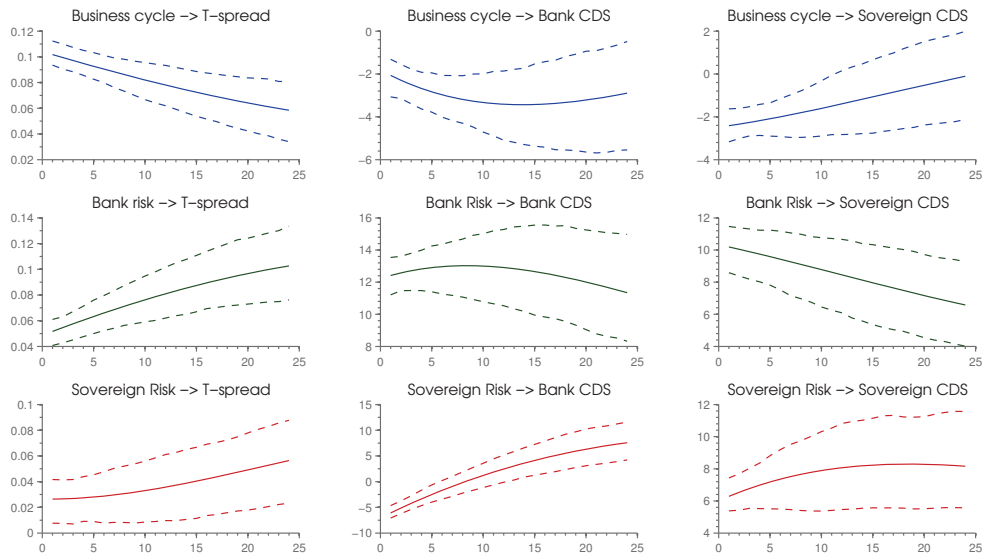 Business cycle –> T–spread
Business cycle –> Bank CDS
Business cycle –> Sovereign CDS
0.12
0.1
0.08
0.06
0.04
0.02
0 5 10 15 20 25
0
−2
−4
−6
0 5 10 15 20 25
2
0
−2
−4
0 5 10 15 20 25
Bank risk –> T–spread
Bank Risk –> Bank CDS
Bank Risk –> Sovereign CDS
0.14
0.12
0.1
0.08
0.06
0.04
0 5 10 15 20 25
16
14
12
10
8
0 5 10 15 20 25
12
10
8
6
4
0 5 10 15 20 25
Sovereign Risk –> T–spread
Sovereign Risk –> Bank CDS
Sovereign Risk –> Sovereign CDS
0.1
0.08
0.06
0.04
0.02
0
0 5 10 15 20 25
15
10
5
0
−5
−10
0 5 10 15 20 25
12
10
8
6
4
0 5 10 15 20 25